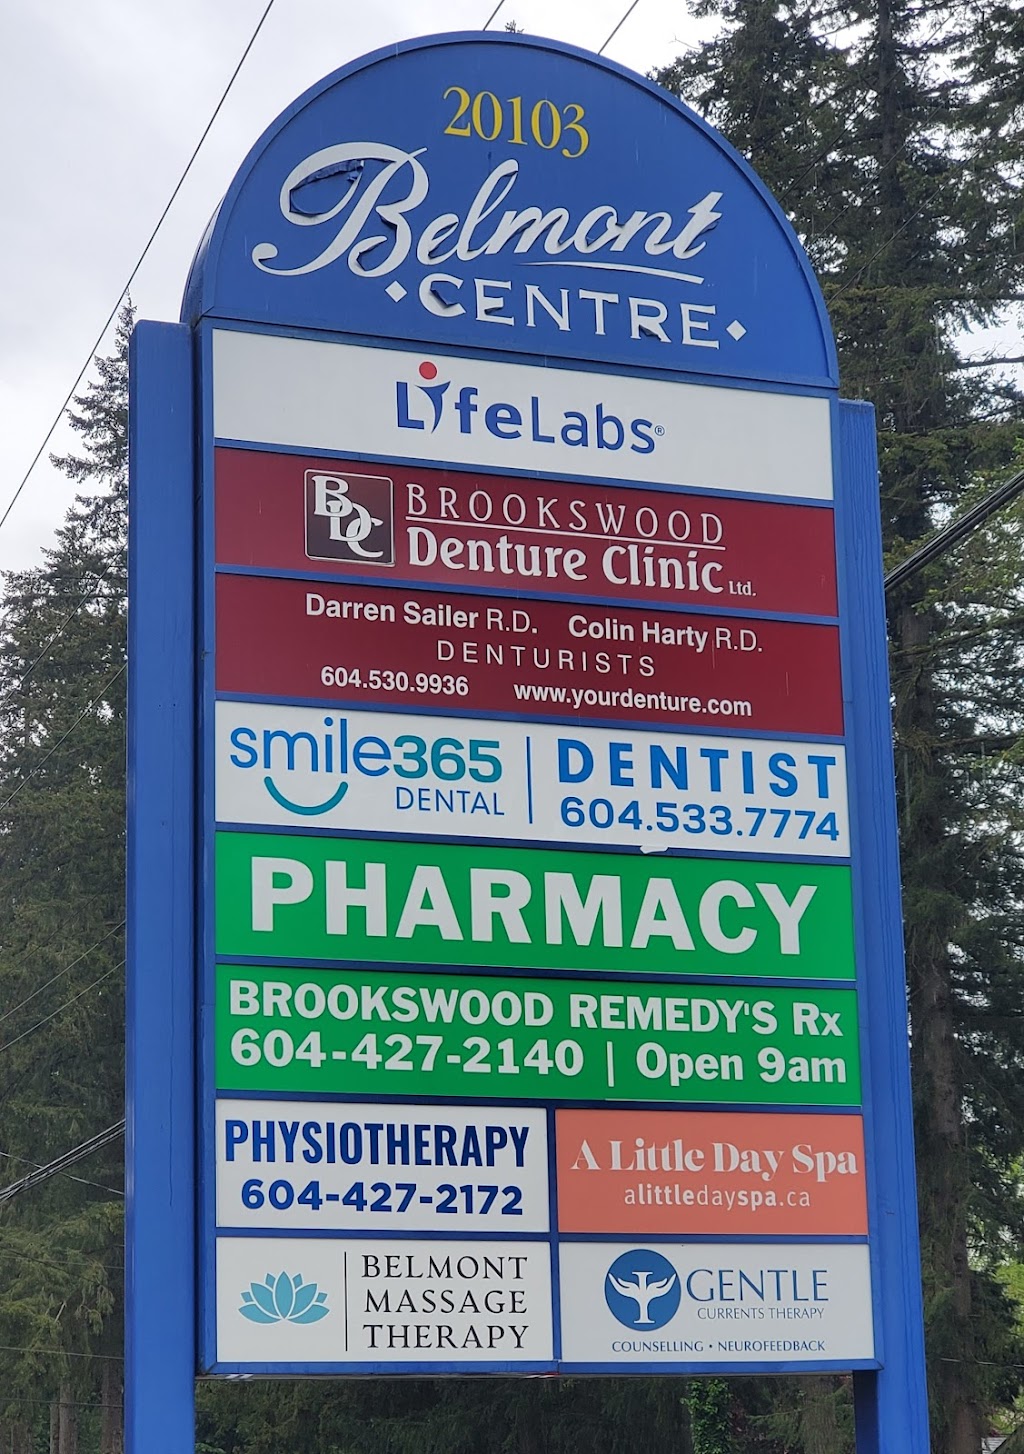 20103
Belmont
CENTRE
LifeLabs®
BDC
BROOKSWOOD
Denture Clinic Ltd.
Darren Sailer R.D. Colin Harty R.D.
DENTURISTS
604.530.9936 www.yourdenture.com
smile365
DENTAL
DENTIST
604.533.7774
PHARMACY
BROOKSWOOD REMEDY'S Rx
604-427-2140 | Open 9am
PHYSIOTHERAPY
604-427-2172
A Little Day Spa
alittledayspa.ca
BELMONT
MASSAGE
THERAPY
GENTLE
CURRENTS THERAPY
COUNSELLING • NEUROFEEDBACK